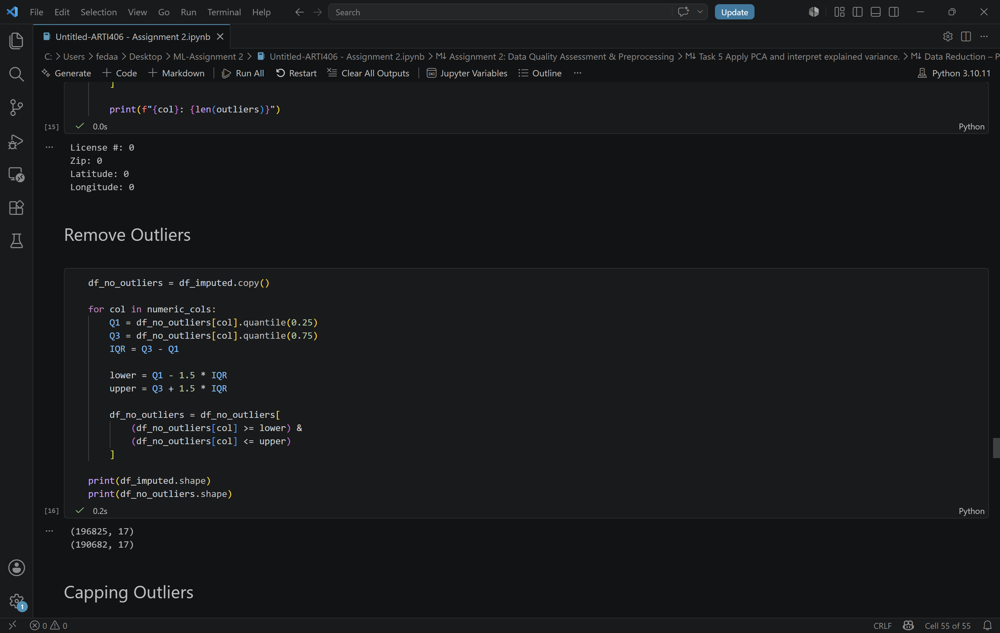 File Edit Selection View Go Run Terminal Help Search Update
Untitled-ARTI406 - Assignment 2.ipynb
C: > Users > fedaa > Desktop > ML-Assignment 2 > Untitled-ARTI406 - Assignment 2.ipynb > M↓ Assignment 2: Data Quality Assessment & Preprocessing > M↓ Task 5 Apply PCA and interpret explained variance. > M↓ Data Reduction – P
Generate + Code + Markdown Run All Restart Clear All Outputs Jupyter Variables Outline ... Python 3.10.11
]
print(f"{col}: {len(outliers)}")
[15] 0.0s Python
License #: 0
Zip: 0
Latitude: 0
Longitude: 0
Remove Outliers
df_no_outliers = df_imputed.copy()
for col in numeric_cols:
Q1 = df_no_outliers[col].quantile(0.25)
Q3 = df_no_outliers[col].quantile(0.75)
IQR = Q3 - Q1
lower = Q1 - 1.5 * IQR
upper = Q3 + 1.5 * IQR
df_no_outliers = df_no_outliers[
(df_no_outliers[col] >= lower) &
(df_no_outliers[col] <= upper)
]
print(df_imputed.shape)
print(df_no_outliers.shape)
[16] 0.2s Python
(196825, 17)
(190682, 17)
Capping Outliers
1
0 0 CRLF Cell 55 of 55